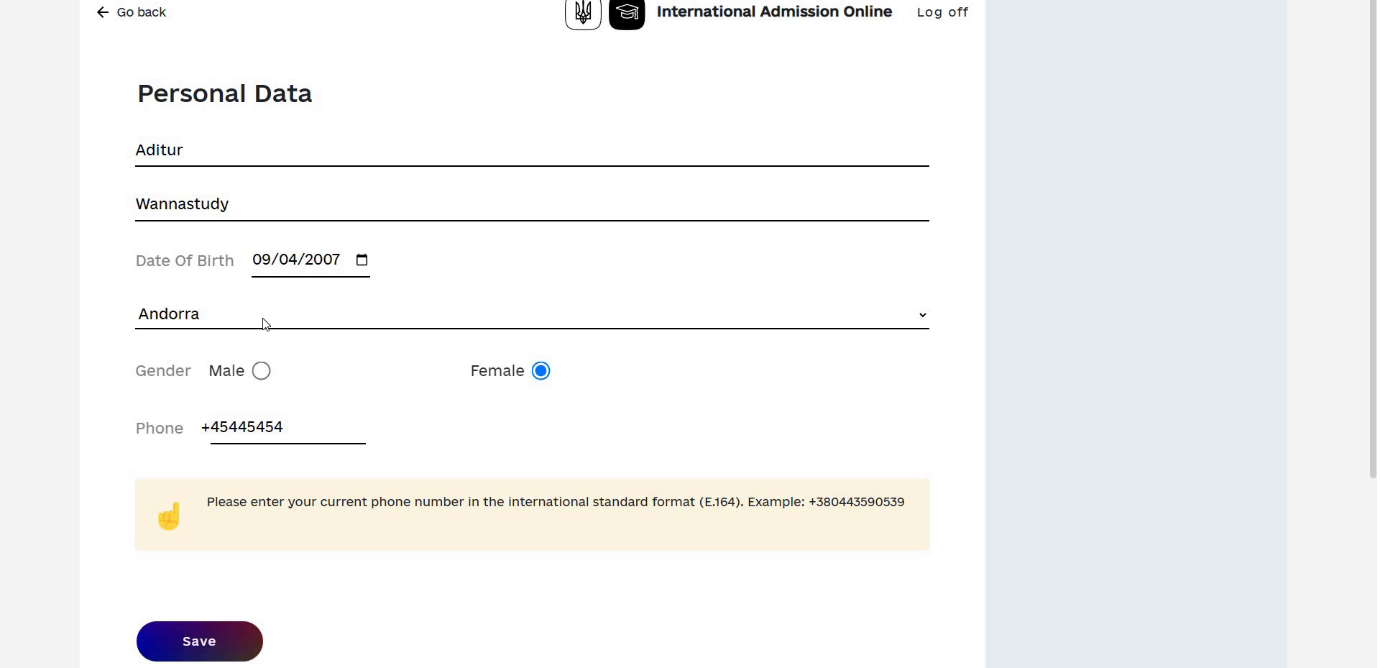 Go back
International Admission Online
Log off
Personal Data
Aditur
Wannastudy
Date Of Birth 09/04/2007
Andorra
Gender Male Female
Phone +45445454
Please enter your current phone number in the international standard format (E.164). Example: +380443590539
Save